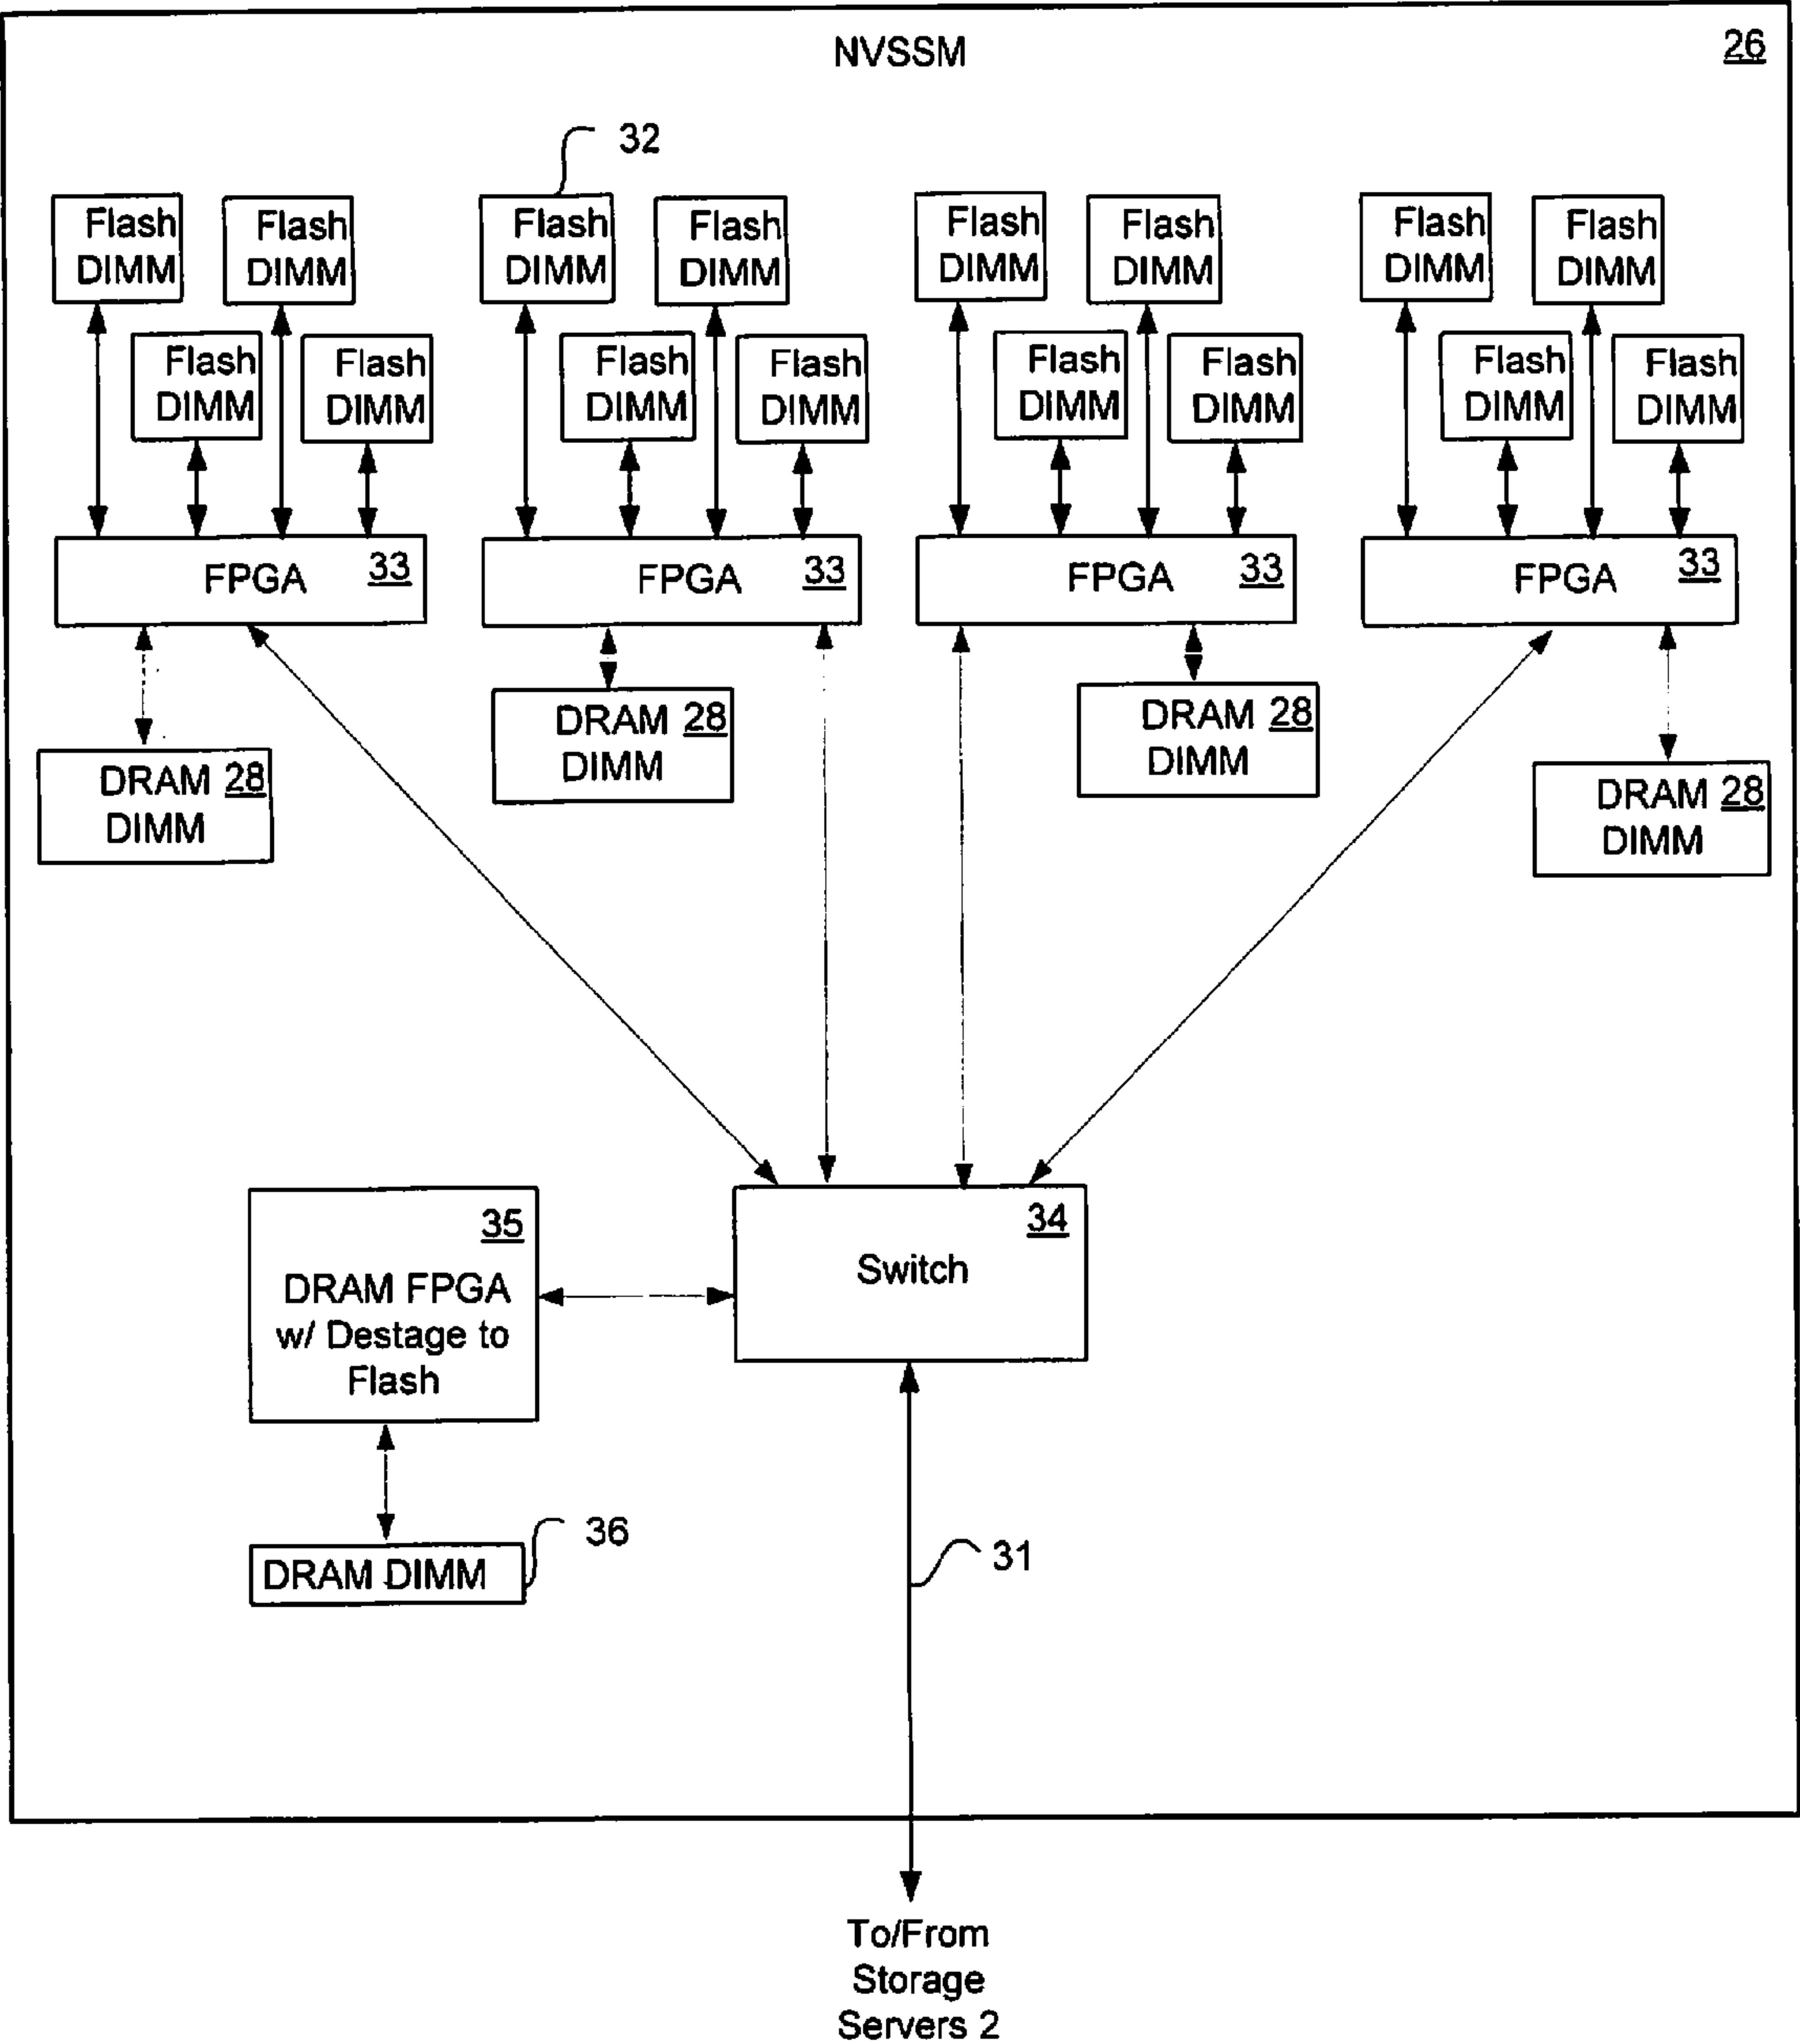 NVSSM
26
32
Flash
DIMM
Flash
DIMM
Flash
DIMM
Flash
DIMM
Flash
DIMM
Flash
DIMM
Flash
DIMM
Flash
DIMM
Flash
DIMM
Flash
DIMM
Flash
DIMM
Flash
DIMM
Flash
DIMM
Flash
DIMM
Flash
DIMM
Flash
DIMM
FPGA 33
FPGA 33
FPGA 33
FPGA 33
DRAM 28
DIMM
DRAM 28
DIMM
DRAM 28
DIMM
DRAM 28
DIMM
35
DRAM FPGA
w/ Destage to
Flash
34
Switch
36
DRAM DIMM
31
To/From
Storage
Servers 2